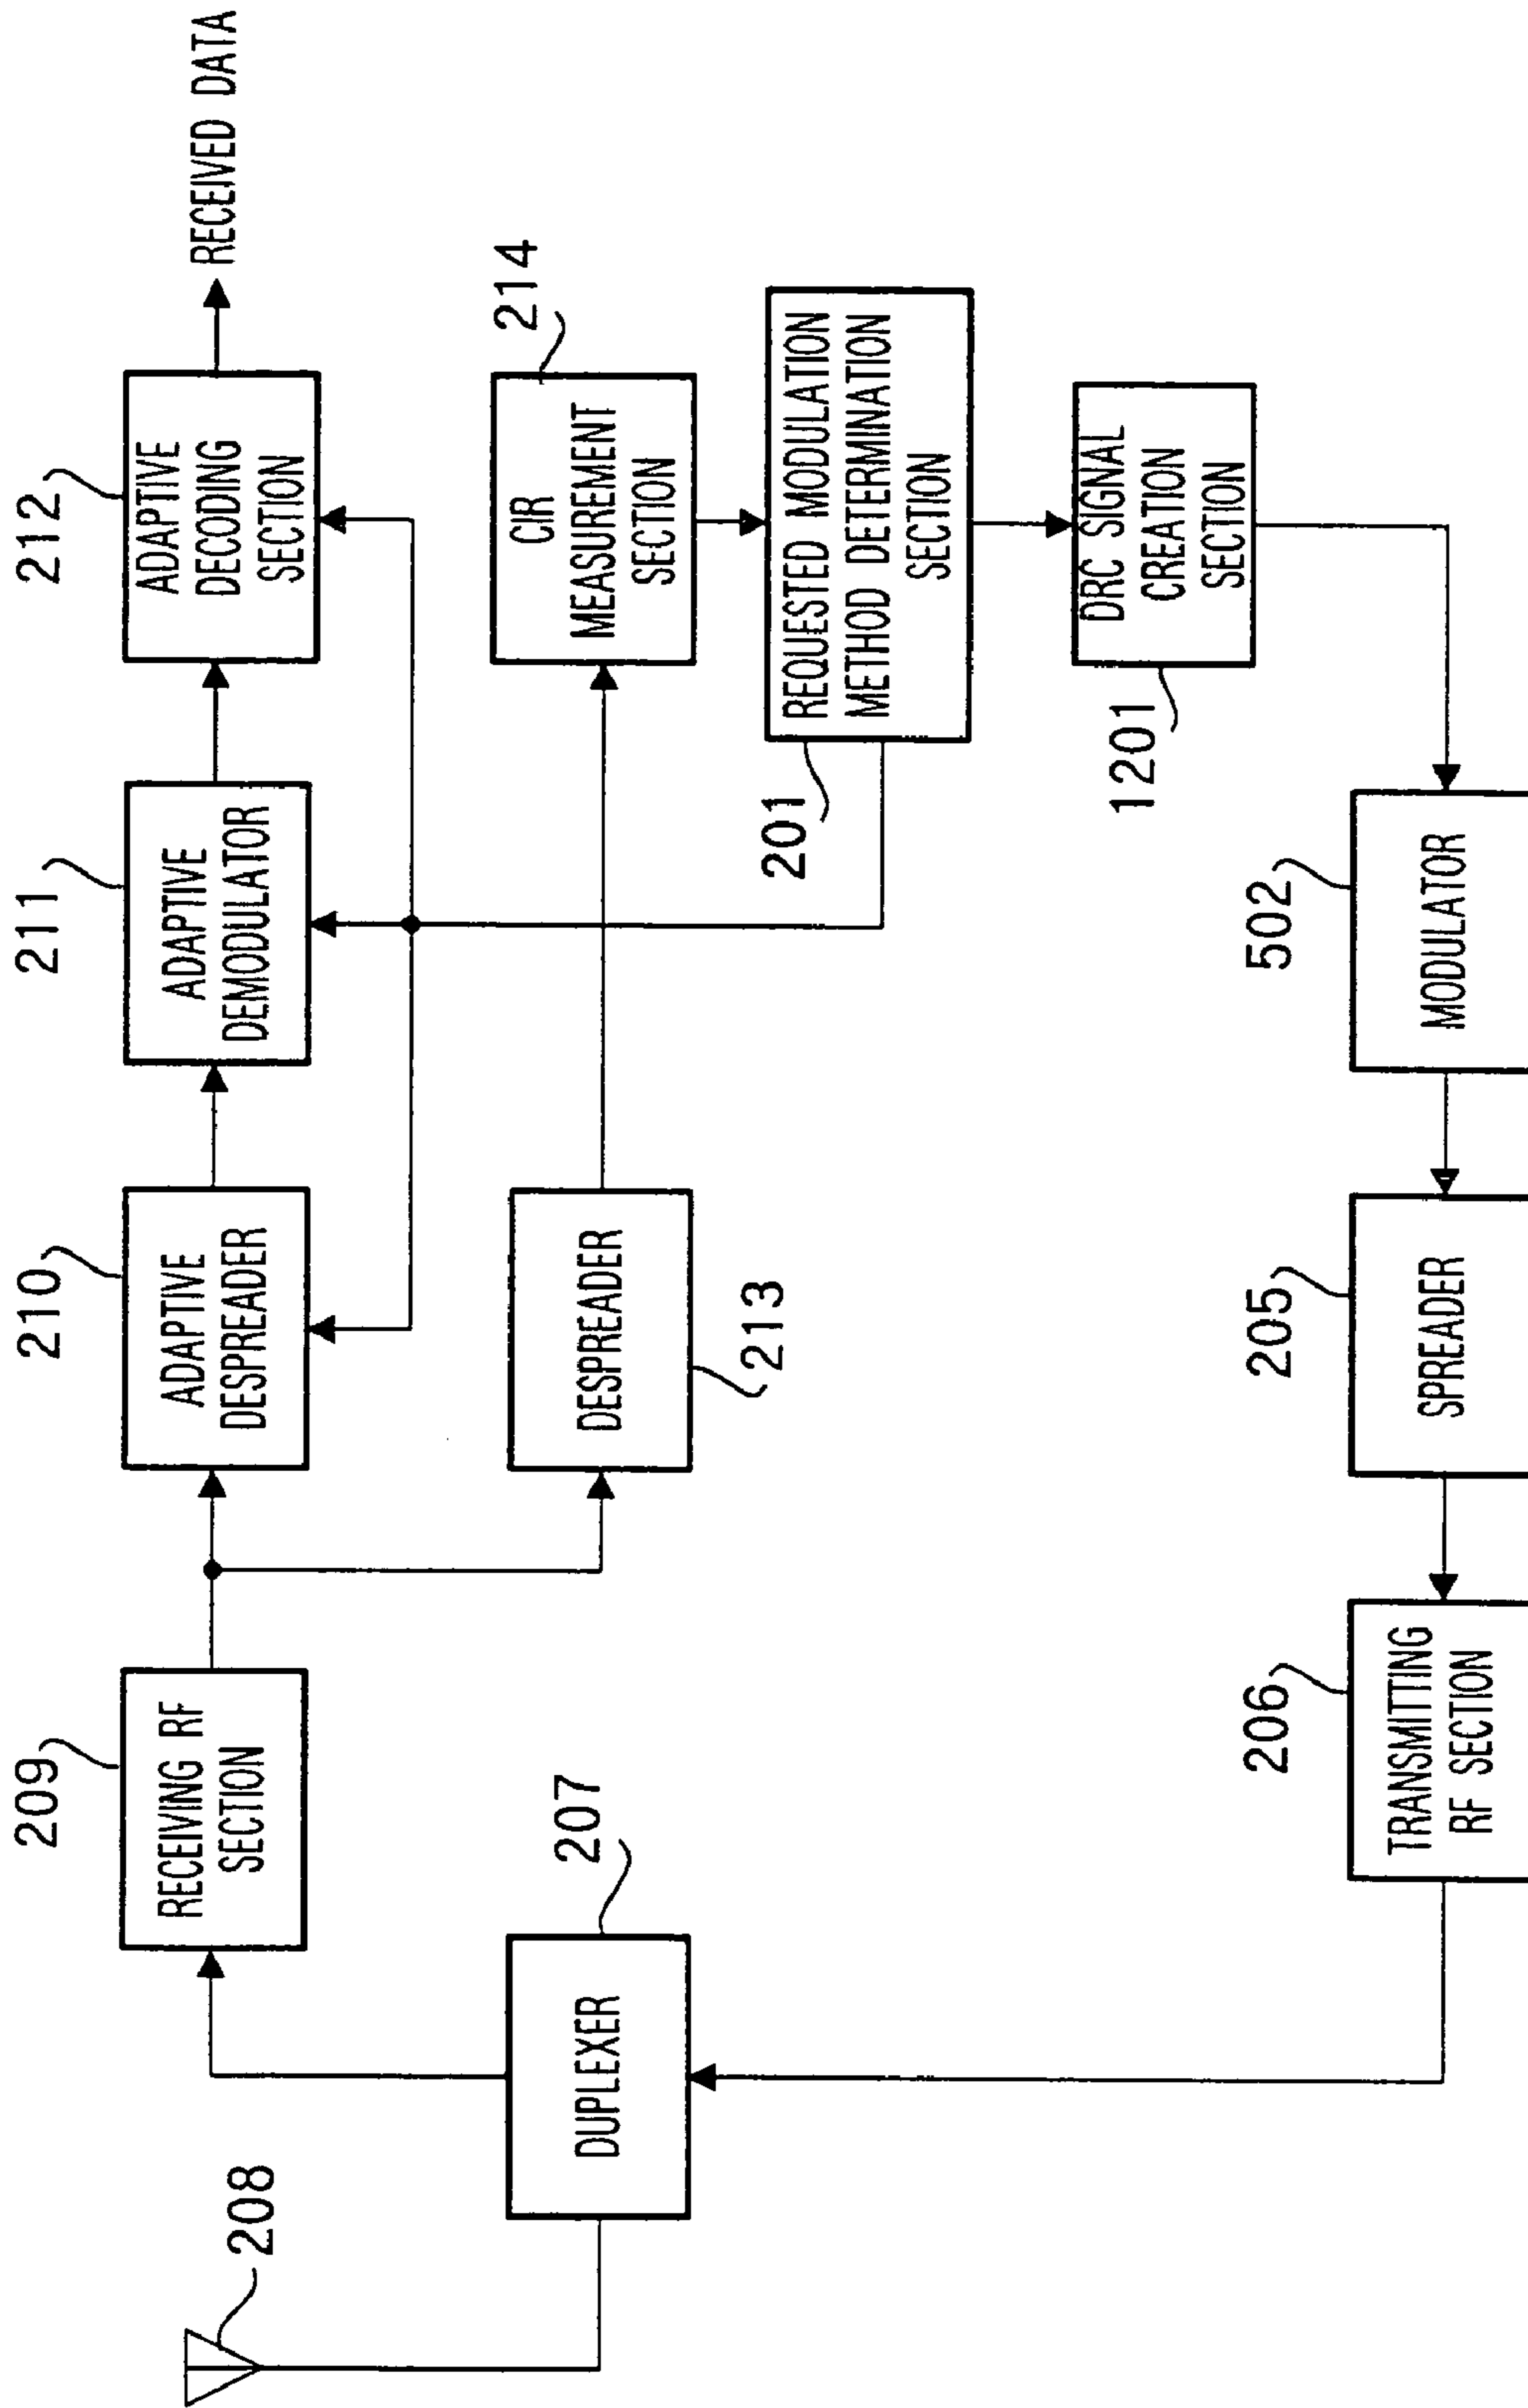 208
207
DUPLEXER
209
RECEIVING RF
SECTION
210
ADAPTIVE
DESPREADER
211
ADAPTIVE
DEMODULATOR
212
ADAPTIVE
DECODING
SECTION
RECEIVED DATA
DESPREADER
213
214
CIR
MEASUREMENT
SECTION
REQUESTED MODULATION
METHOD DETERMINATION
SECTION
201
DRC SIGNAL
CREATION
SECTION
1201
206
TRANSMITTING
RF SECTION
205
SPREADER
502
MODULATOR